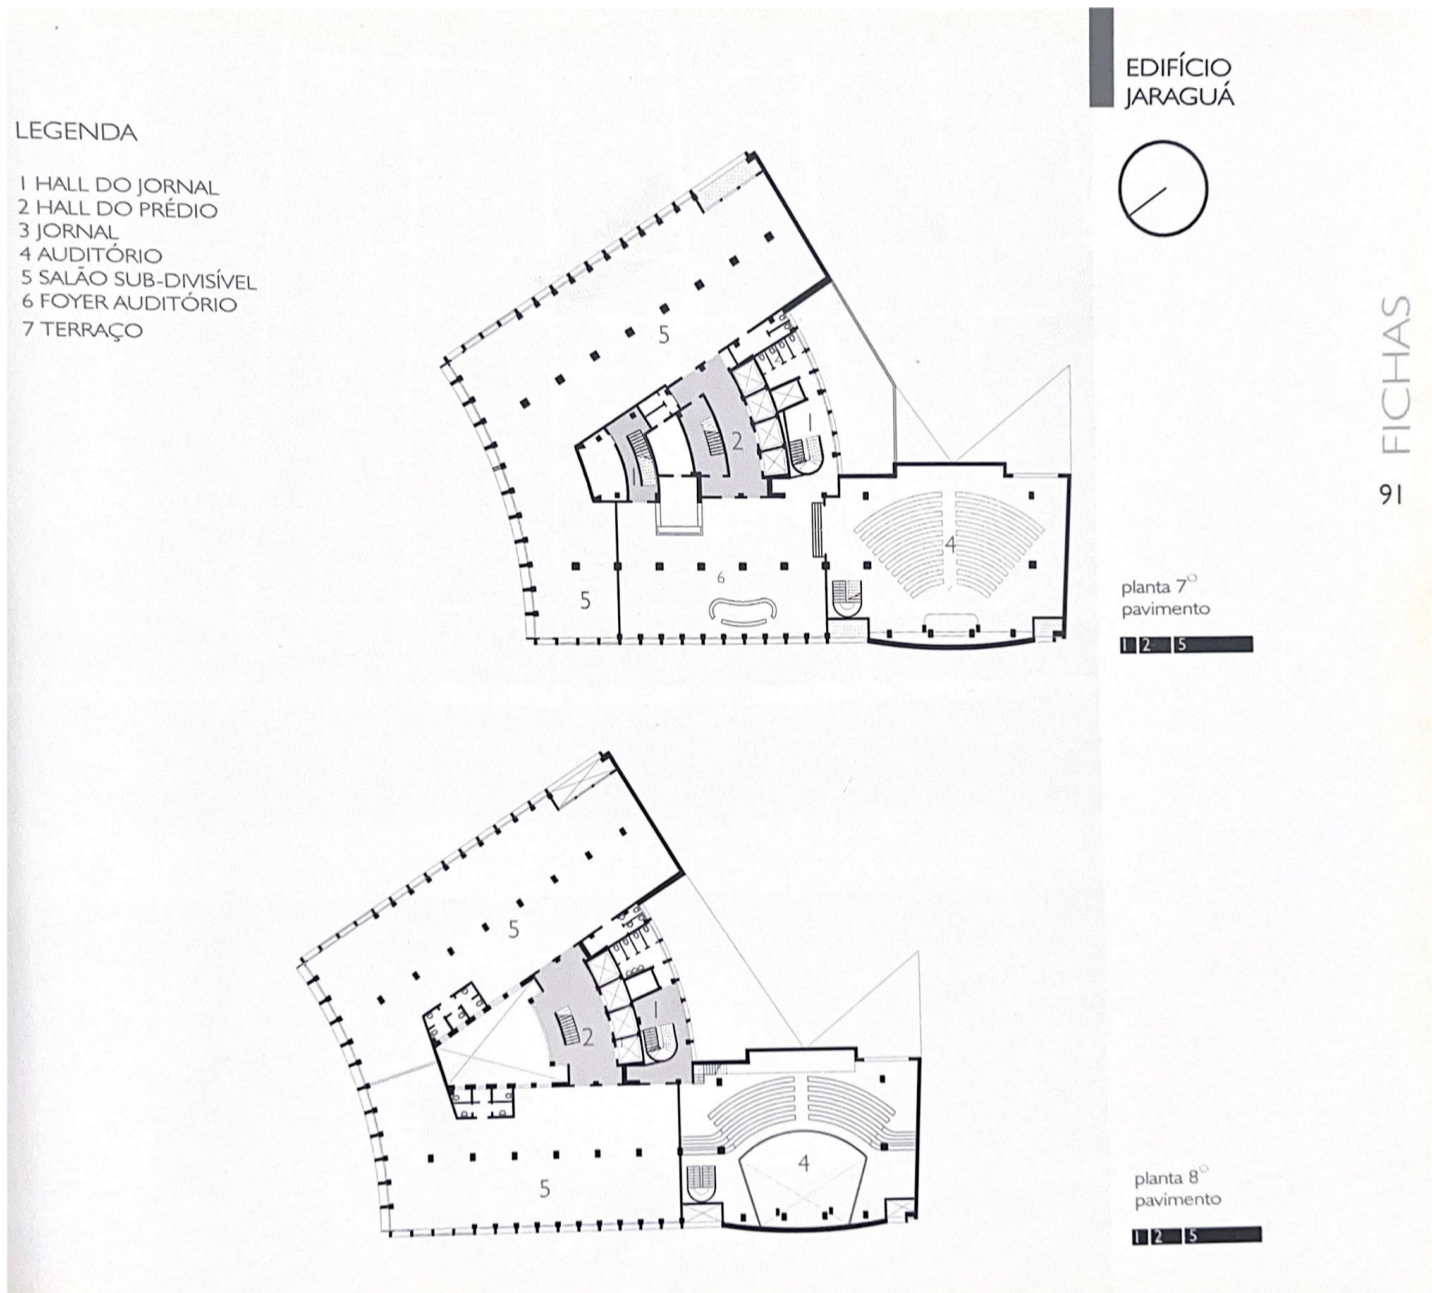 EDIFÍCIO
JARAGUÁ
LEGENDA
1 HALL DO JORNAL
2 HALL DO PRÉDIO
3 JORNAL
4 AUDITÓRIO
5 SALÃO SUB-DIVISÍVEL
6 FOYER AUDITÓRIO
7 TERRAÇO
5
2
1
1
4
6
5
planta 7º
pavimento
1 2 5
91 FICHAS
5
2
1
4
5
planta 8º
pavimento
1 2 5